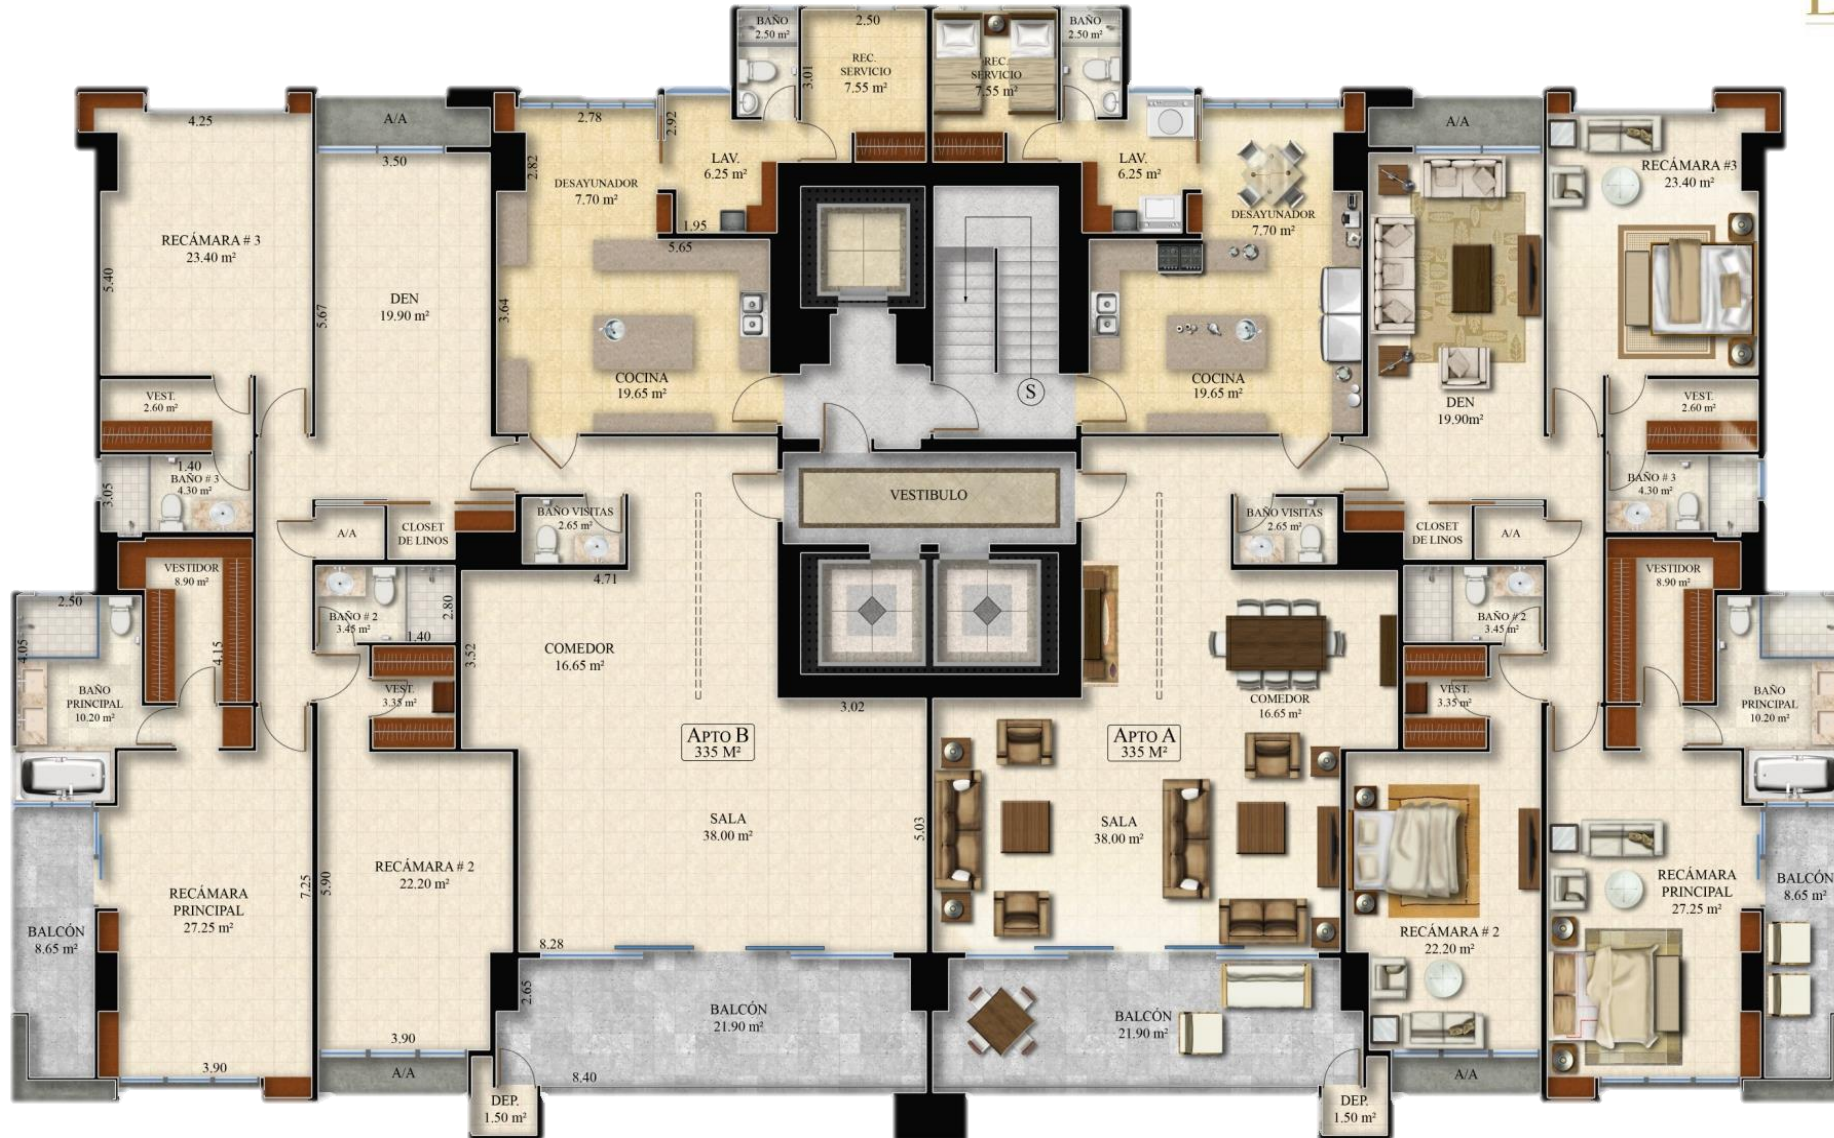 BAÑO
2.50 m²
2.50
3.01
REC.
SERVICIO
7.55 m²
REC.
SERVICIO
7.55 m²
BAÑO
2.50 m²
4.25
A/A
3.50
2.78
2.92
2.82
DESAYUNADOR
7.70 m²
LAV.
6.25 m²
1.95
5.65
LAV.
6.25 m²
DESAYUNADOR
7.70 m²
A/A
RECÁMARA #3
23.40 m²
RECÁMARA # 3
23.40 m²
5.40
DEN
19.90 m²
5.67
3.64
COCINA
19.65 m²
S
COCINA
19.65 m²
DEN
19.90m²
VEST.
2.60 m²
VEST.
2.60 m²
1.40
BAÑO # 3
4.30 m²
3.05
A/A
CLOSET
DE LINOS
BAÑO VISITAS
2.65 m²
4.71
VESTIBULO
BAÑO VISITAS
2.65 m²
CLOSET
DE LINOS
A/A
BAÑO # 3
4.30 m²
VESTIDOR
8.90 m²
4.15
2.50
4.05
BAÑO
PRINCIPAL
10.20 m²
BAÑO # 2
3.45 m²
2.80
1.40
VEST.
3.35 m²
3.52
COMEDOR
16.65 m²
3.02
COMEDOR
16.65 m²
BAÑO # 2
3.45 m²
VEST.
3.35 m²
VESTIDOR
8.90 m²
BAÑO
PRINCIPAL
10.20 m²
APTO B
335 M²
APTO A
335 M²
SALA
38.00 m²
5.03
SALA
38.00 m²
RECÁMARA
PRINCIPAL
27.25 m²
7.25
5.90
RECÁMARA # 2
22.20 m²
RECÁMARA # 2
22.20 m²
RECÁMARA
PRINCIPAL
27.25 m²
BALCÓN
8.65 m²
BALCÓN
8.65 m²
8.28
2.65
BALCÓN
21.90 m²
BALCÓN
21.90 m²
3.90
3.90
A/A
8.40
A/A
DEP.
1.50 m²
DEP.
1.50 m²